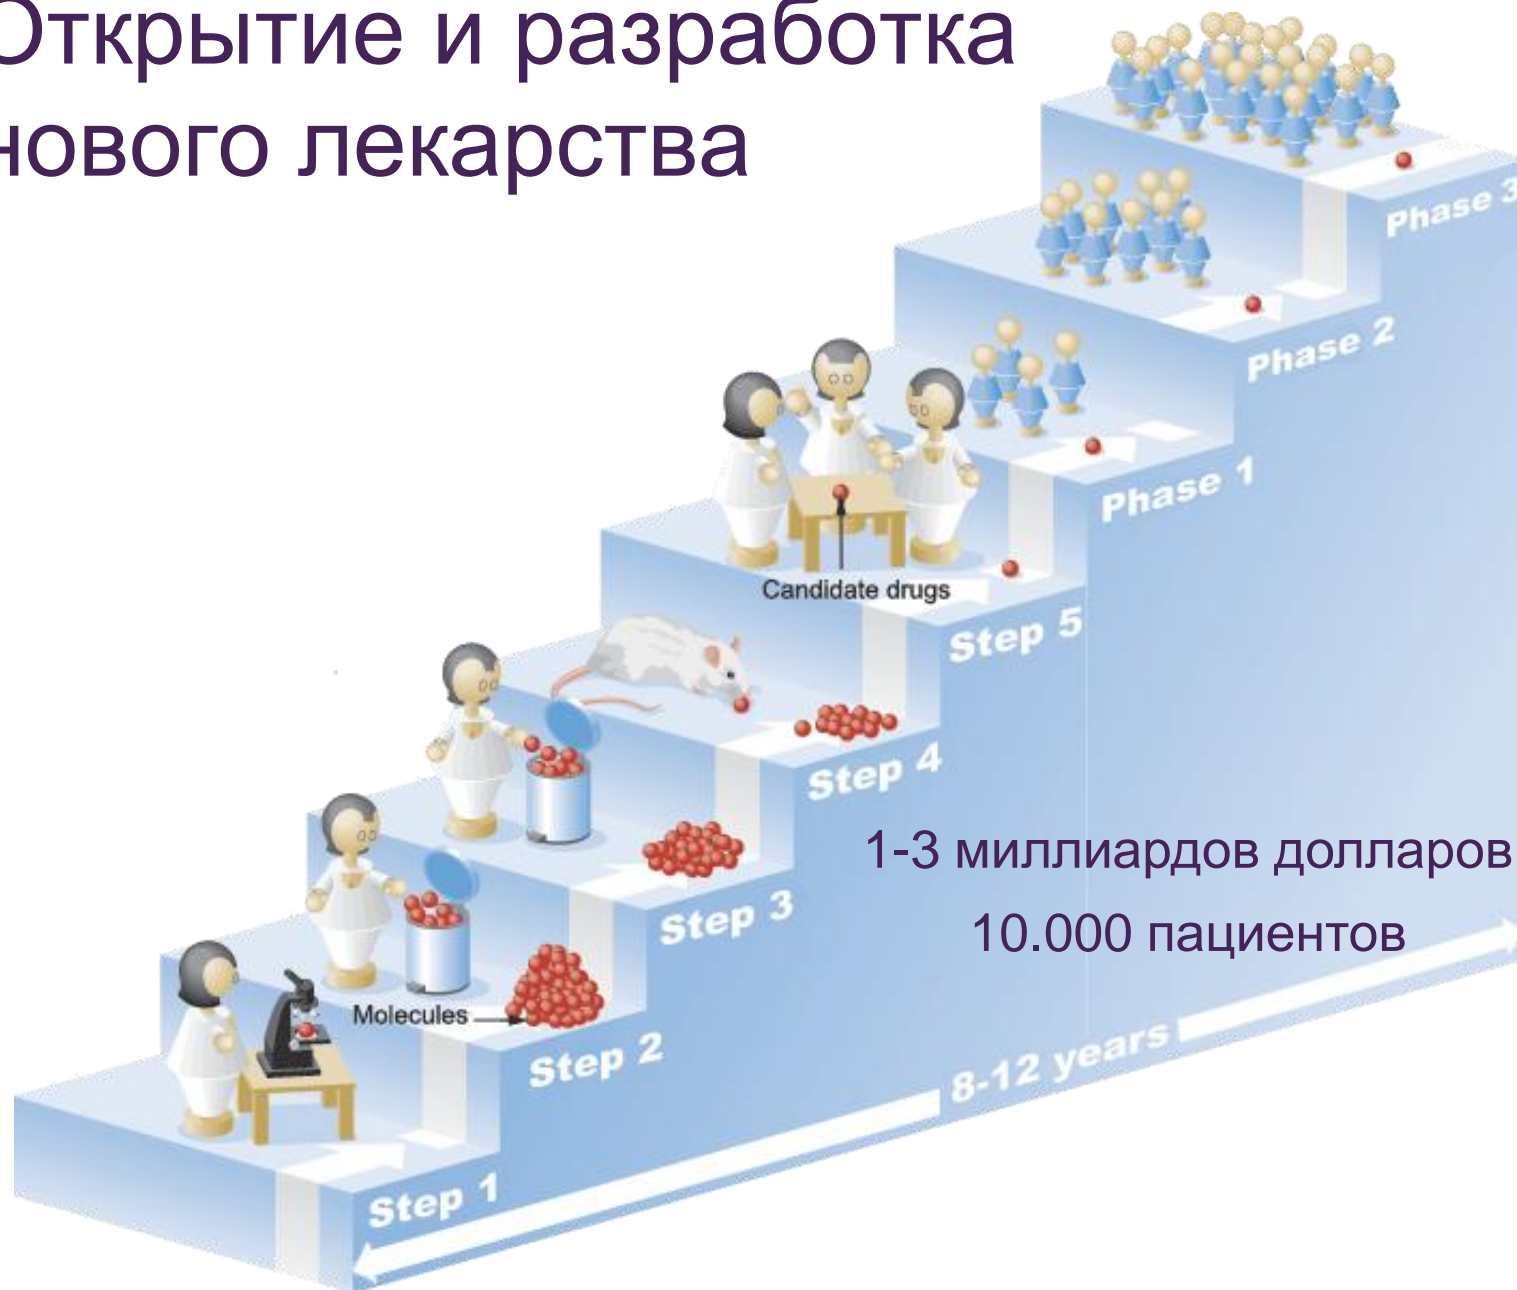 Открытие и разработка
нового лекарства
Phase 3
Phase 2
Phase 1
Candidate drugs
Step 5
Step 4
1-3 миллиардов долларов
Step 3
10.000 пациентов
Molecules
Step 2
8-12 years
Step 1